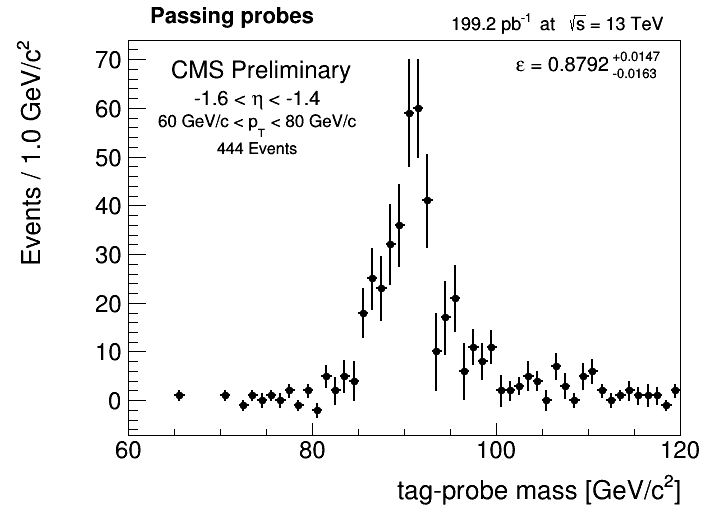 Passing probes
199.2 pb⁻¹ at √s = 13 TeV
CMS Preliminary
-1.6 < η < -1.4
60 GeV/c < p_T < 80 GeV/c
444 Events
ε = 0.8792 +0.0147 -0.0163
Events / 1.0 GeV/c²
70
60
50
40
30
20
10
0
60 80 100 120
tag-probe mass [GeV/c²]